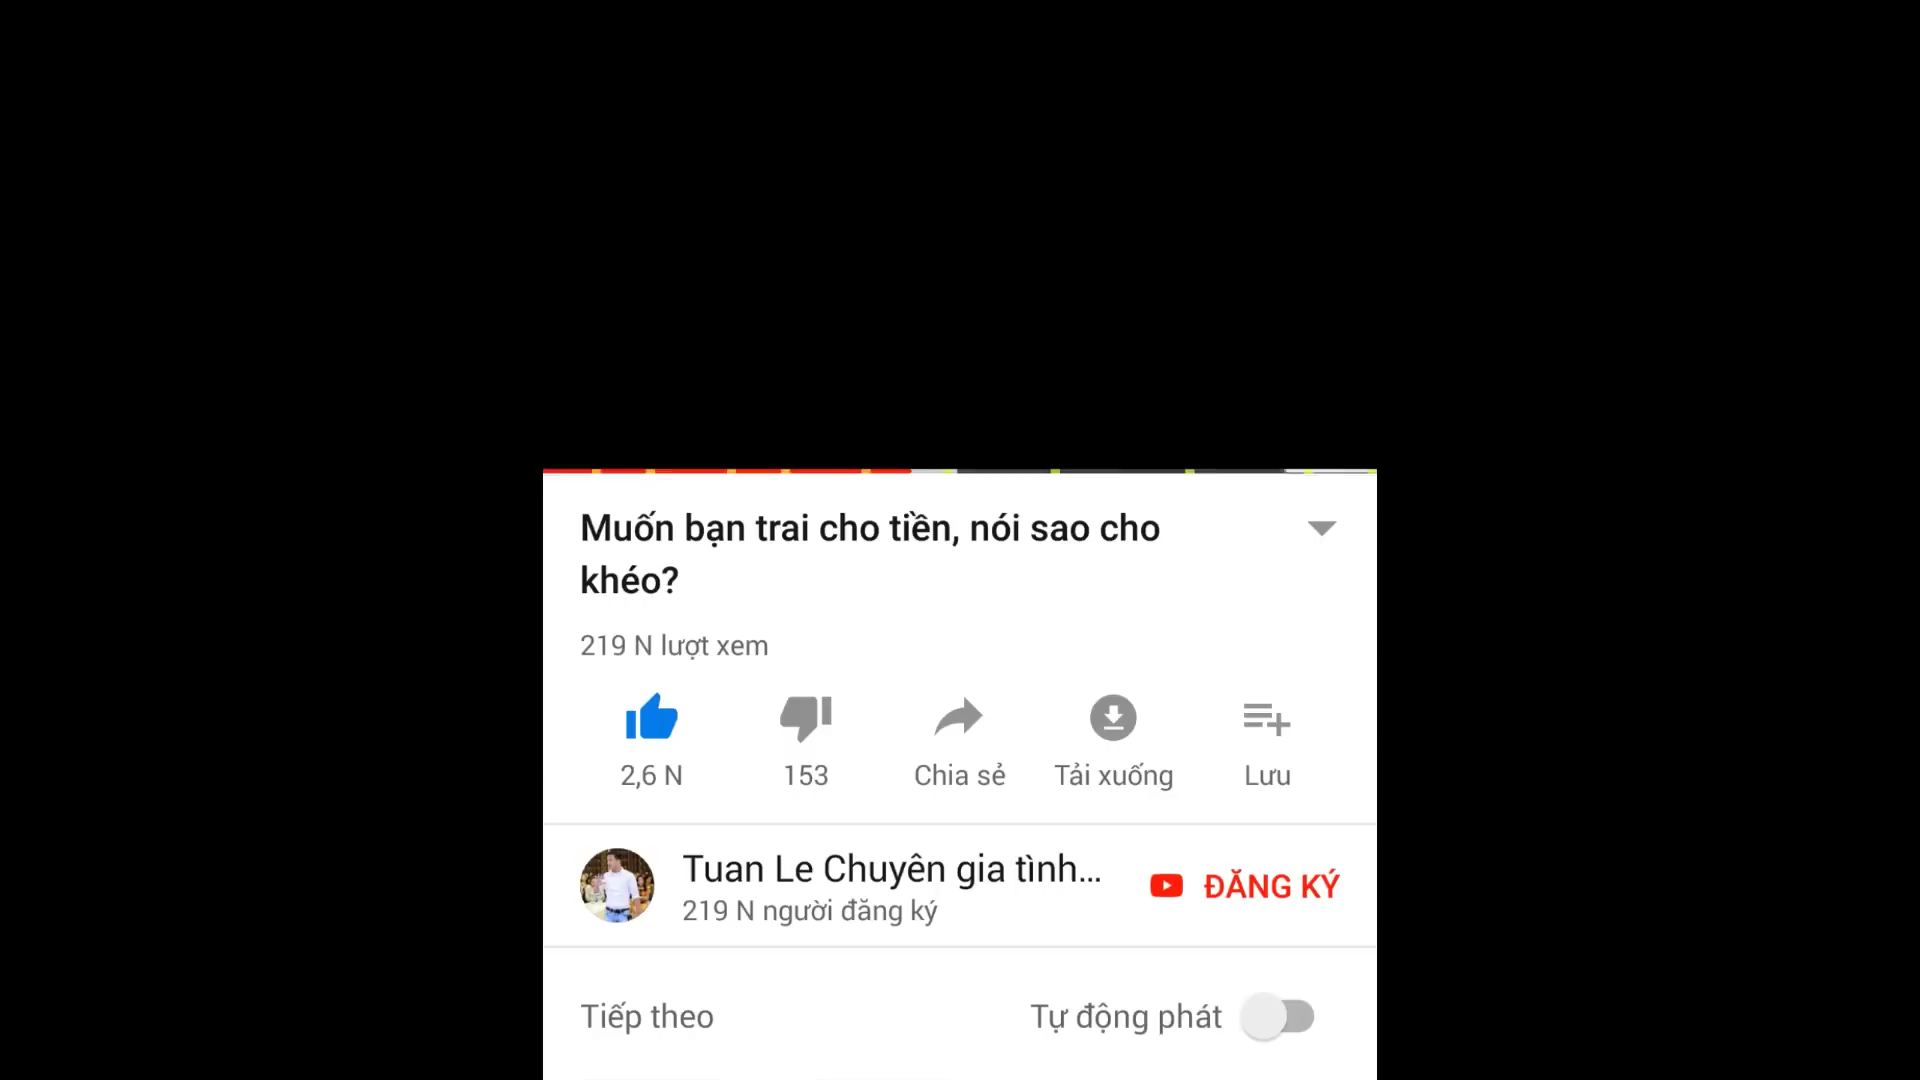 Muốn bạn trai cho tiền, nói sao cho
khéo?
219 N lượt xem
2,6 N
153
Chia sẻ
Tải xuống
Lưu
Tuan Le Chuyên gia tình...
219 N người đăng ký
ĐĂNG KÝ
Tiếp theo
Tự động phát